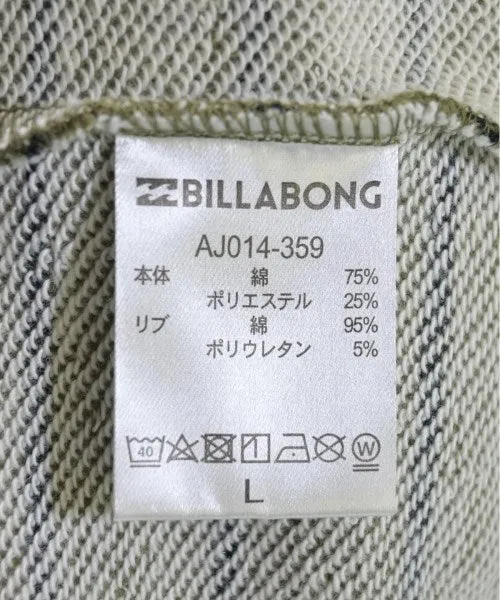 BILLABONG
AJ014-359
本体 綿 75%
ポリエステル 25%
リブ 綿 95%
ポリウレタン 5%
40 W
L